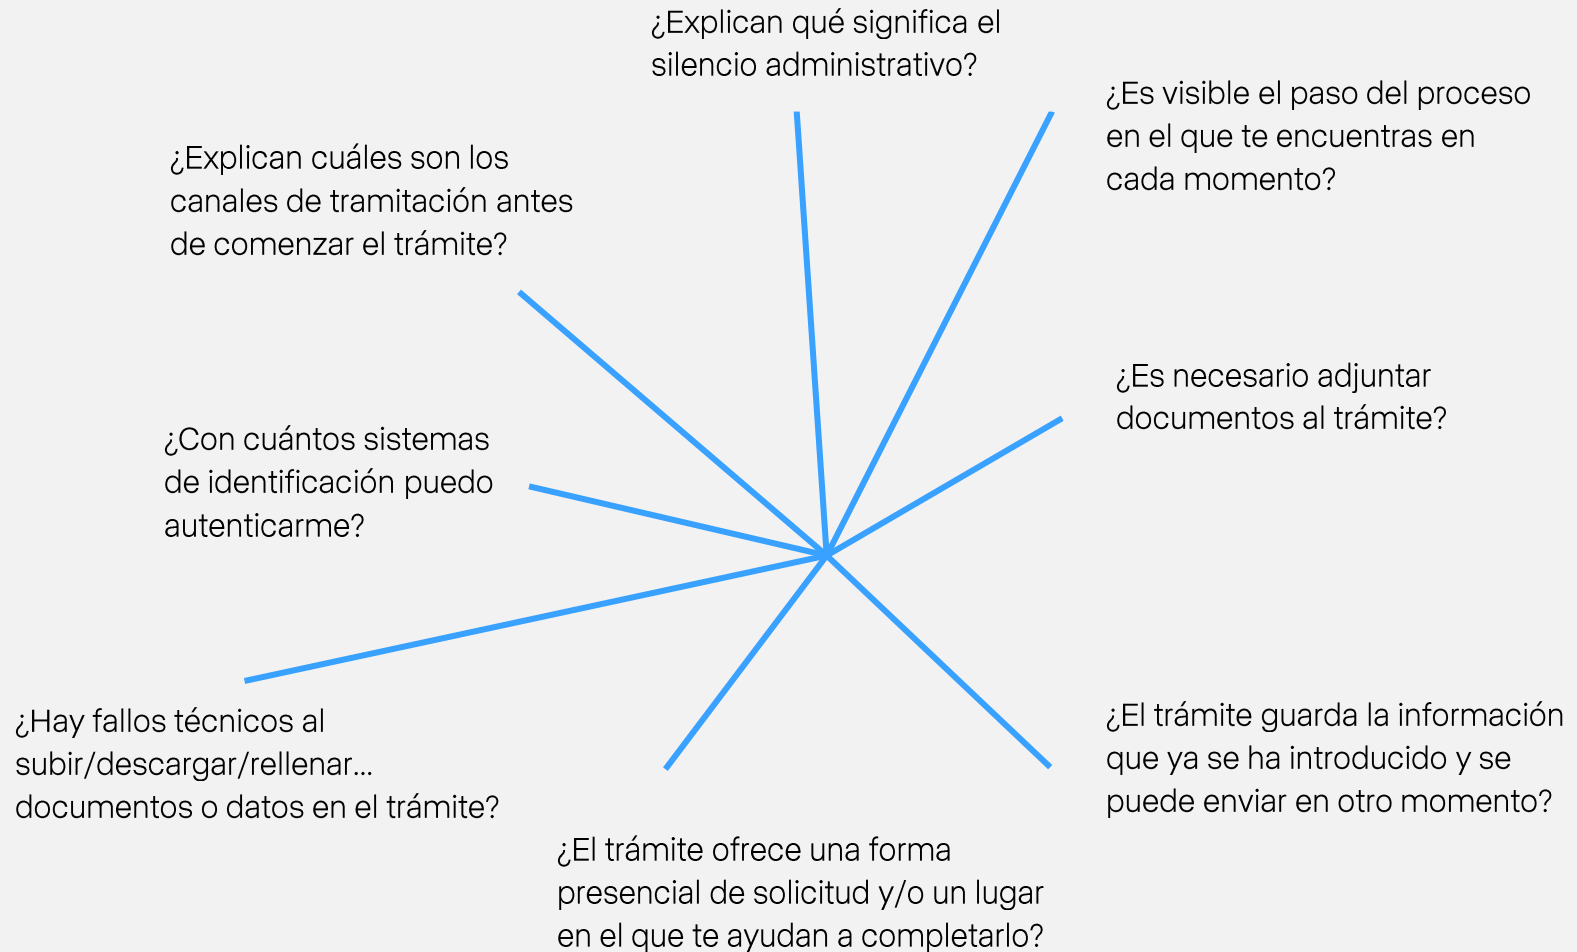 ¿Explican qué significa el
silencio administrativo?
¿Es visible el paso del proceso
en el que te encuentras en
cada momento?
¿Explican cuáles son los
canales de tramitación antes
de comenzar el trámite?
¿Es necesario adjuntar
documentos al trámite?
¿Con cuántos sistemas
de identificación puedo
autenticarme?
¿Hay fallos técnicos al
subir/descargar/rellenar...
documentos o datos en el trámite?
¿El trámite guarda la información
que ya se ha introducido y se
puede enviar en otro momento?
¿El trámite ofrece una forma
presencial de solicitud y/o un lugar
en el que te ayudan a completarlo?